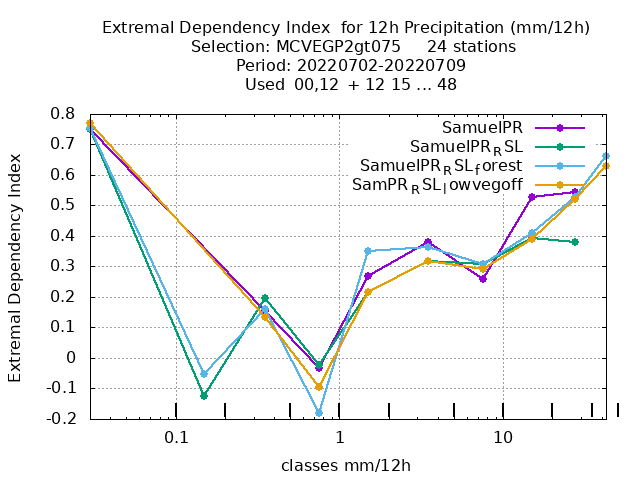 Extremal Dependency Index  for 12h Precipitation (mm/12h)
Selection: MCVEGP2gt075     24 stations
Period: 20220702-20220709
Used  00,12  + 12 15 ... 48
SamuelPR
SamuelPR_RSL
SamuelPR_RSL_forest
SamPR_RSL_lowvegoff
0.8
0.7
0.6
0.5
0.4
0.3
0.2
0.1
0
-0.1
-0.2
Extremal Dependency Index
0.1 1 10
classes mm/12h